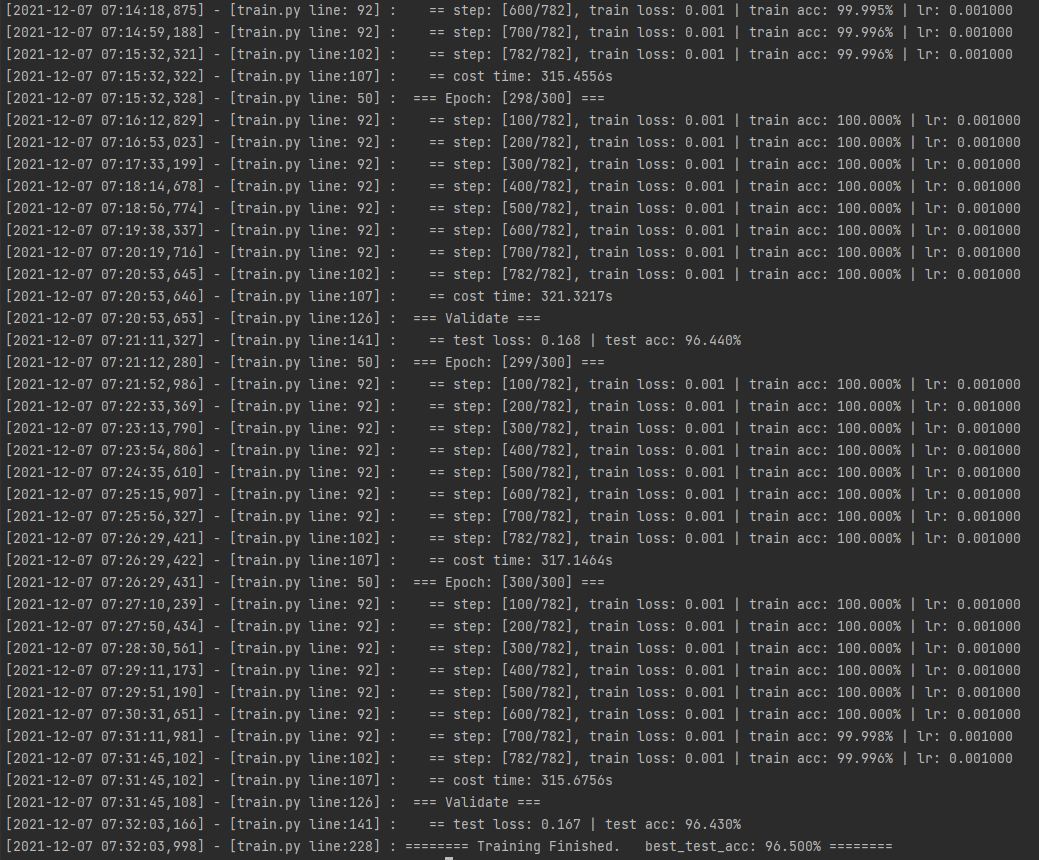 [2021-12-07 07:14:18,875] - [train.py line: 92] :    == step: [600/782], train loss: 0.001 | train acc: 99.995% | lr: 0.001000
[2021-12-07 07:14:59,188] - [train.py line: 92] :    == step: [700/782], train loss: 0.001 | train acc: 99.996% | lr: 0.001000
[2021-12-07 07:15:32,321] - [train.py line:102] :    == step: [782/782], train loss: 0.001 | train acc: 99.996% | lr: 0.001000
[2021-12-07 07:15:32,322] - [train.py line:107] :    == cost time: 315.4556s
[2021-12-07 07:15:32,328] - [train.py line: 50] :  === Epoch: [298/300] ===
[2021-12-07 07:16:12,829] - [train.py line: 92] :    == step: [100/782], train loss: 0.001 | train acc: 100.000% | lr: 0.001000
[2021-12-07 07:16:53,023] - [train.py line: 92] :    == step: [200/782], train loss: 0.001 | train acc: 100.000% | lr: 0.001000
[2021-12-07 07:17:33,199] - [train.py line: 92] :    == step: [300/782], train loss: 0.001 | train acc: 100.000% | lr: 0.001000
[2021-12-07 07:18:14,678] - [train.py line: 92] :    == step: [400/782], train loss: 0.001 | train acc: 100.000% | lr: 0.001000
[2021-12-07 07:18:56,774] - [train.py line: 92] :    == step: [500/782], train loss: 0.001 | train acc: 100.000% | lr: 0.001000
[2021-12-07 07:19:38,337] - [train.py line: 92] :    == step: [600/782], train loss: 0.001 | train acc: 100.000% | lr: 0.001000
[2021-12-07 07:20:19,716] - [train.py line: 92] :    == step: [700/782], train loss: 0.001 | train acc: 100.000% | lr: 0.001000
[2021-12-07 07:20:53,645] - [train.py line:102] :    == step: [782/782], train loss: 0.001 | train acc: 100.000% | lr: 0.001000
[2021-12-07 07:20:53,646] - [train.py line:107] :    == cost time: 321.3217s
[2021-12-07 07:20:53,653] - [train.py line:126] :  === Validate ===
[2021-12-07 07:21:11,327] - [train.py line:141] :    == test loss: 0.168 | test acc: 96.440%
[2021-12-07 07:21:12,280] - [train.py line: 50] :  === Epoch: [299/300] ===
[2021-12-07 07:21:52,986] - [train.py line: 92] :    == step: [100/782], train loss: 0.001 | train acc: 100.000% | lr: 0.001000
[2021-12-07 07:22:33,369] - [train.py line: 92] :    == step: [200/782], train loss: 0.001 | train acc: 100.000% | lr: 0.001000
[2021-12-07 07:23:13,790] - [train.py line: 92] :    == step: [300/782], train loss: 0.001 | train acc: 100.000% | lr: 0.001000
[2021-12-07 07:23:54,806] - [train.py line: 92] :    == step: [400/782], train loss: 0.001 | train acc: 100.000% | lr: 0.001000
[2021-12-07 07:24:35,610] - [train.py line: 92] :    == step: [500/782], train loss: 0.001 | train acc: 100.000% | lr: 0.001000
[2021-12-07 07:25:15,907] - [train.py line: 92] :    == step: [600/782], train loss: 0.001 | train acc: 100.000% | lr: 0.001000
[2021-12-07 07:25:56,327] - [train.py line: 92] :    == step: [700/782], train loss: 0.001 | train acc: 100.000% | lr: 0.001000
[2021-12-07 07:26:29,421] - [train.py line:102] :    == step: [782/782], train loss: 0.001 | train acc: 100.000% | lr: 0.001000
[2021-12-07 07:26:29,422] - [train.py line:107] :    == cost time: 317.1464s
[2021-12-07 07:26:29,431] - [train.py line: 50] :  === Epoch: [300/300] ===
[2021-12-07 07:27:10,239] - [train.py line: 92] :    == step: [100/782], train loss: 0.001 | train acc: 100.000% | lr: 0.001000
[2021-12-07 07:27:50,434] - [train.py line: 92] :    == step: [200/782], train loss: 0.001 | train acc: 100.000% | lr: 0.001000
[2021-12-07 07:28:30,561] - [train.py line: 92] :    == step: [300/782], train loss: 0.001 | train acc: 100.000% | lr: 0.001000
[2021-12-07 07:29:11,173] - [train.py line: 92] :    == step: [400/782], train loss: 0.001 | train acc: 100.000% | lr: 0.001000
[2021-12-07 07:29:51,190] - [train.py line: 92] :    == step: [500/782], train loss: 0.001 | train acc: 100.000% | lr: 0.001000
[2021-12-07 07:30:31,651] - [train.py line: 92] :    == step: [600/782], train loss: 0.001 | train acc: 100.000% | lr: 0.001000
[2021-12-07 07:31:11,981] - [train.py line: 92] :    == step: [700/782], train loss: 0.001 | train acc: 99.998% | lr: 0.001000
[2021-12-07 07:31:45,102] - [train.py line:102] :    == step: [782/782], train loss: 0.001 | train acc: 99.996% | lr: 0.001000
[2021-12-07 07:31:45,102] - [train.py line:107] :    == cost time: 315.6756s
[2021-12-07 07:31:45,108] - [train.py line:126] :  === Validate ===
[2021-12-07 07:32:03,166] - [train.py line:141] :    == test loss: 0.167 | test acc: 96.430%
[2021-12-07 07:32:03,998] - [train.py line:228] : ======== Training Finished.   best_test_acc: 96.500% ========